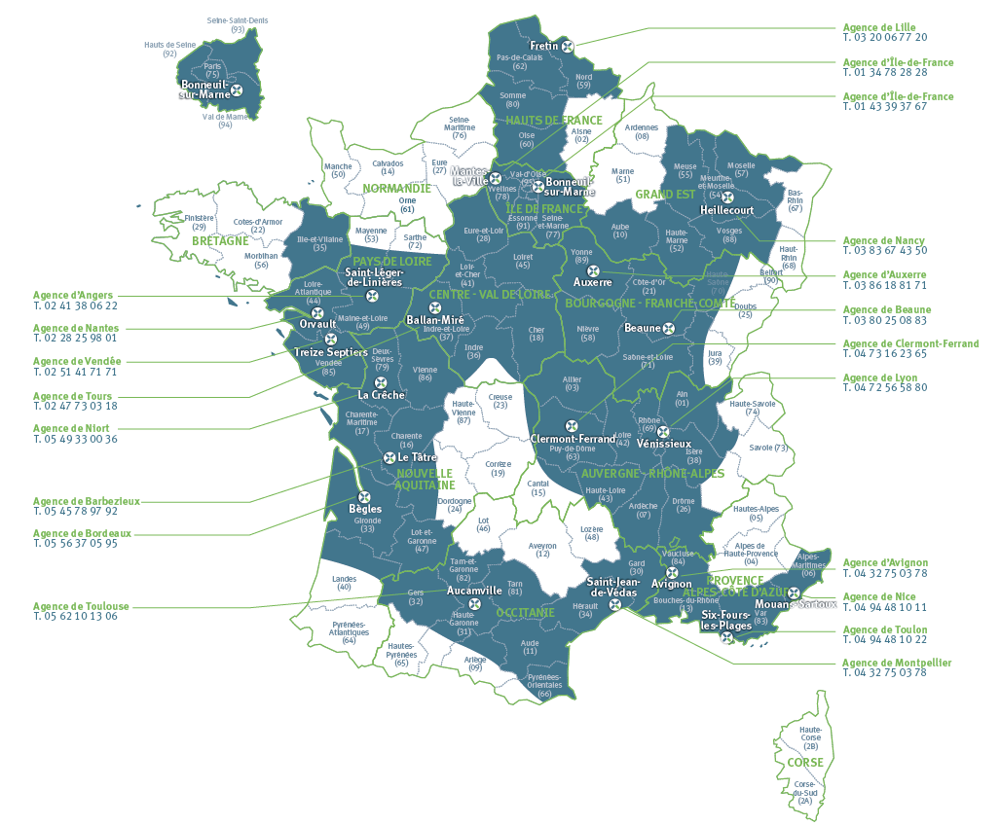 Seine-Saint-Denis
(93)
Hauts de Seine
(92)
Paris
(75)
Bonneuil-
sur-Marne
Val de Marne
(94)
Agence de Lille
T. 03 20 06 77 20
Agence d'Île-de-France
T. 01 34 78 28 28
Agence d'Île-de-France
T. 01 43 39 37 67
Fretin
Pas-de-Calais
(62)
Nord
(59)
Somme
(80)
HAUTS DE FRANCE
Oise
(60)
Aisne
(02)
Ardennes
(08)
Seine-
Maritime
(76)
Manche
(50)
Calvados
(14)
Eure
(27)
NORMANDIE
Orne
(61)
Mantes-
la-Ville
Val-d'Oise
(95)
Yvelines
(78)
Bonneuil-
sur-Marne
ÎLE DE FRANCE
Essonne
(91)
Seine
et-Marne
(77)
Marne
(51)
GRAND EST
Meuse
(55)
Moselle
(57)
Meurthe-
et-Moselle
(54)
Heillecourt
Bas-
Rhin
(67)
Aube
(10)
Haute-
Marne
(52)
Vosges
(88)
Haut-
Rhin
(68)
Finistère
(29)
Cotes-d'Armor
(22)
BRETAGNE
Morbihan
(56)
Ille-et-Vilaine
(35)
Mayenne
(53)
Sarthe
(72)
PAYS DE LOIRE
Saint-Léger-
de-Linières
Loire-
Atlantique
(44)
Maine-et-Loire
(49)
Orvault
Treize Septiers
Vendée
(85)
Eure-et-Loir
(28)
Loiret
(45)
Loir-
et-Cher
(41)
CENTRE - VAL DE LOIRE
Ballan-Miré
Indre-et-Loire
(37)
Indre
(36)
Cher
(18)
Yonne
(89)
Auxerre
Côte-d'Or
(21)
Haute-
Saône
(70)
BOURGOGNE - FRANCHE COMTÉ
Belfort
(90)
Doubs
(25)
Beaune
Nièvre
(58)
Saône-et-Loire
(71)
Jura
(39)
Agence de Nancy
T. 03 83 67 43 50
Agence d'Auxerre
T. 03 86 18 81 71
Agence de Beaune
T. 03 80 25 08 83
Agence de Clermont-Ferrand
T. 04 73 16 23 65
Agence de Lyon
T. 04 72 56 58 80
Agence d'Angers
T. 02 41 38 06 22
Agence de Nantes
T. 02 28 25 98 01
Agence de Vendée
T. 02 51 41 71 71
Agence de Tours
T. 02 47 73 03 18
Agence de Niort
T. 05 49 33 00 36
Agence de Barbezieux
T. 05 45 78 97 92
Agence de Bordeaux
T. 05 56 37 05 95
Agence de Toulouse
T. 05 62 10 13 06
Deux-
Sèvres
(79)
Vienne
(86)
La Crêche
Charente-
Maritime
(17)
Charente
(16)
Le Tâtre
NOUVELLE
AQUITAINE
Haute-
Vienne
(87)
Creuse
(23)
Corrèze
(19)
Dordogne
(24)
Bègles
Gironde
(33)
Lot-et-
Garonne
(47)
Landes
(40)
Pyrénées-
Atlantiques
(64)
Allier
(03)
Clermont-Ferrand
Puy-de-Dôme
(63)
Loire
(42)
Rhône
(69)
Ain
(01)
Vénissieux
Isère
(38)
Haute-Savoie
(74)
Savoie (73)
AUVERGNE - RHÔNE-ALPES
Cantal
(15)
Haute-Loire
(43)
Ardèche
(07)
Drôme
(26)
Lot
(46)
Aveyron
(12)
Lozère
(48)
Tarn-et-
Garonne
(82)
Aucamville
Tarn
(81)
Gers
(32)
Haute-
Garonne
(31)
OCCITANIE
Hautes-
Pyrénées
(65)
Ariège
(09)
Aude
(11)
Pyrénées-
Orientales
(66)
Gard
(30)
Saint-Jean-
de-Védas
Hérault
(34)
Hautes-Alpes
(05)
Alpes de
Haute-Provence
(04)
Alpes-
Maritimes
(06)
Vaucluse
(84)
Avignon
PROVENCE
ALPES-CÔTE D'AZUR
Bouches-du-Rhône
(13)
Mouans-Sartoux
Six-Fours-
les-Plages
Var
(83)
Agence d'Avignon
T. 04 32 75 03 78
Agence de Nice
T. 04 94 48 10 11
Agence de Toulon
T. 04 94 48 10 22
Agence de Montpellier
T. 04 32 75 03 78
Haute-
Corse
(2B)
CORSE
Corse-
du-Sud
(2A)